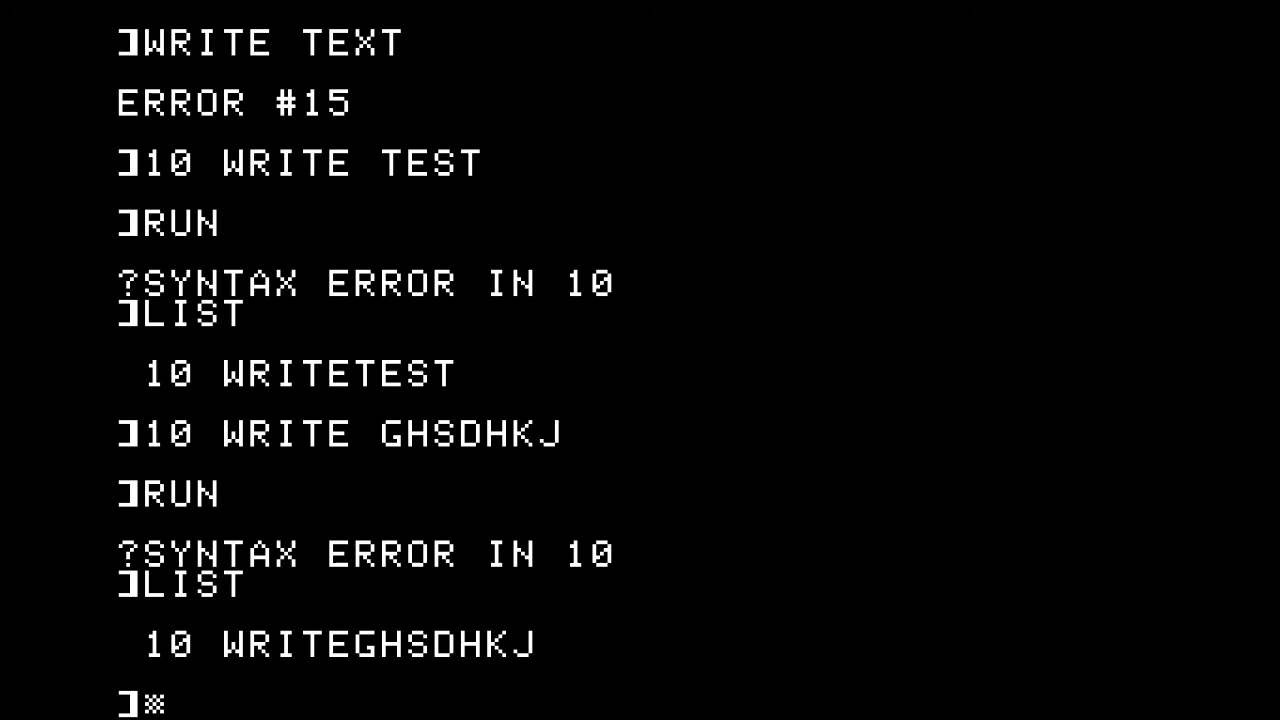 ]WRITE TEXT
ERROR #15
]10 WRITE TEST
]RUN
?SYNTAX ERROR IN 10
]LIST
10 WRITETEST
]10 WRITE GHSDHKJ
]RUN
?SYNTAX ERROR IN 10
]LIST
10 WRITEGHSDHKJ
]